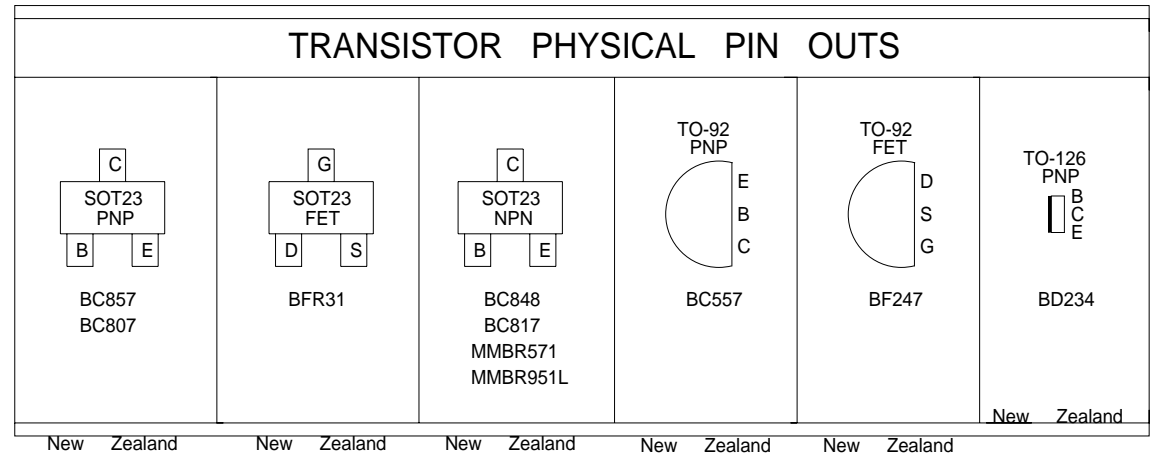 TRANSISTOR PHYSICAL PIN OUTS
C
SOT23
PNP
B E
BC857
BC807
G
SOT23
FET
D S
BFR31
C
SOT23
NPN
B E
BC848
BC817
MMBR571
MMBR951L
TO-92
PNP
E
B
C
BC557
TO-92
FET
D
S
G
BF247
TO-126
PNP
B
C
E
BD234
New Zealand
New Zealand
New Zealand
New Zealand
New Zealand
New Zealand